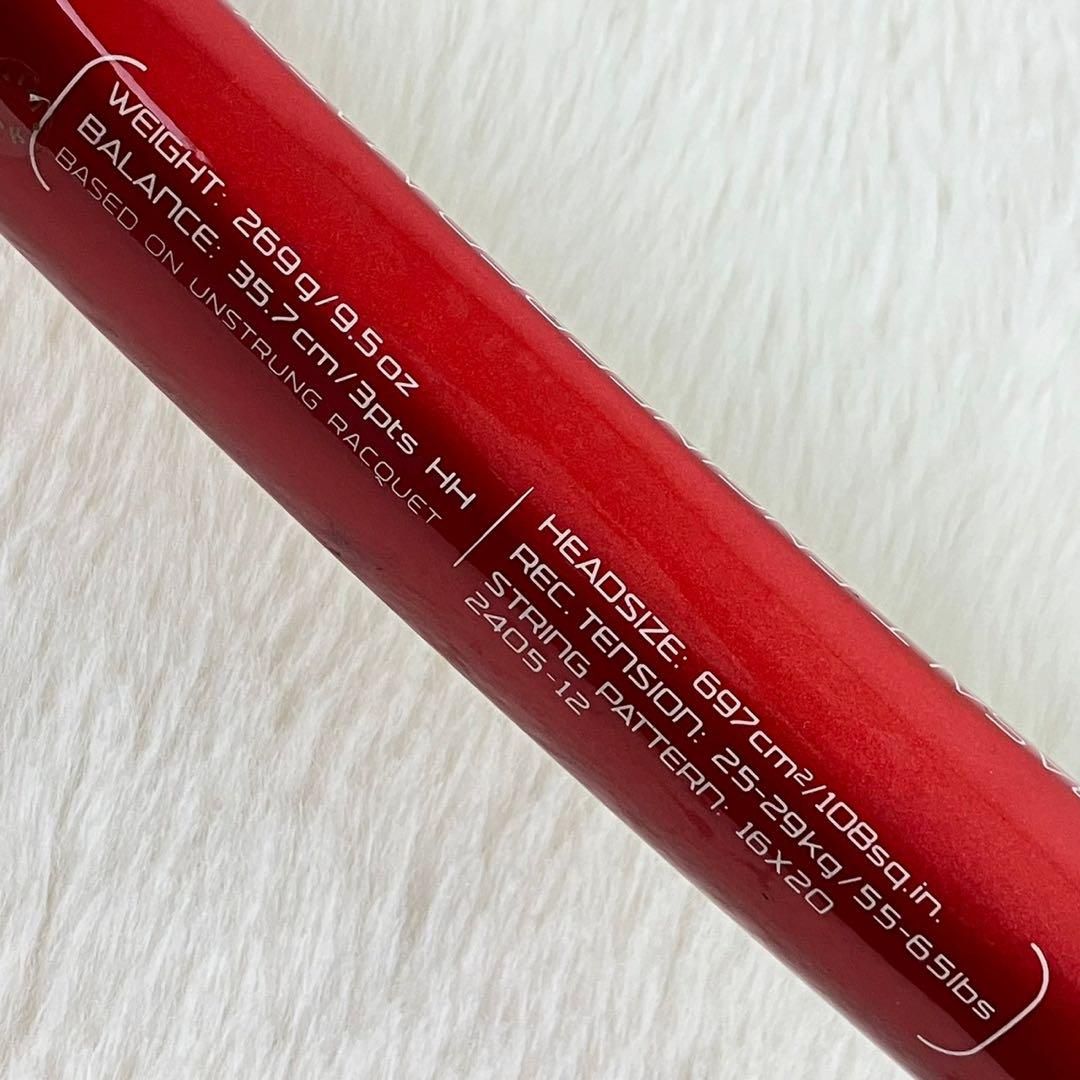 WEIGHT: 269g/9.5oz
BALANCE: 35.7cm/3pts HH
BASED ON UNSTRUNG RACQUET
HEADSIZE: 697cm²/108sq.in.
REC. TENSION: 25-29kg/55-65lbs
STRING PATTERN: 16x20
2405-12